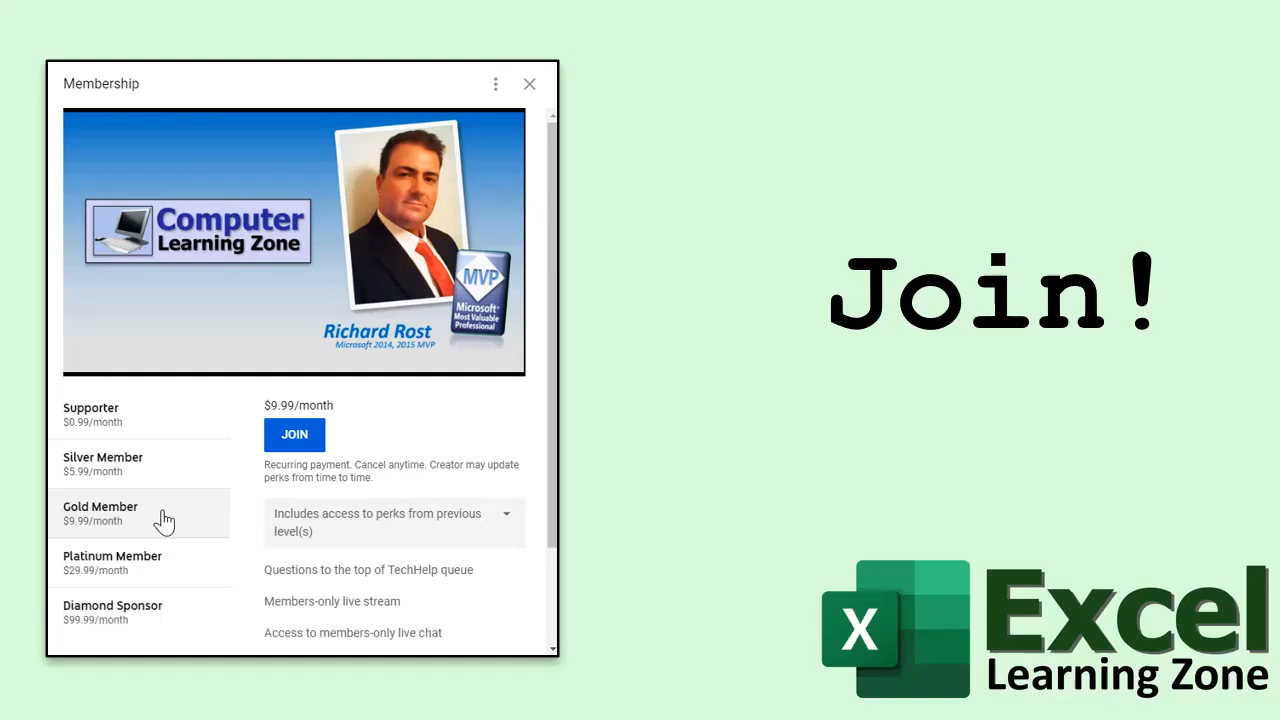 Membership
Computer
Learning Zone
MVP
Microsoft®
Most Valuable
Professional
Richard Rost
Microsoft 2014, 2015 MVP
Supporter
$0.99/month
Silver Member
$5.99/month
Gold Member
$9.99/month
Platinum Member
$29.99/month
Diamond Sponsor
$99.99/month
$9.99/month
JOIN
Recurring payment. Cancel anytime. Creator may update
perks from time to time.
Includes access to perks from previous
level(s)
Questions to the top of TechHelp queue
Members-only live stream
Access to members-only live chat
Join!
X
Excel
Learning Zone